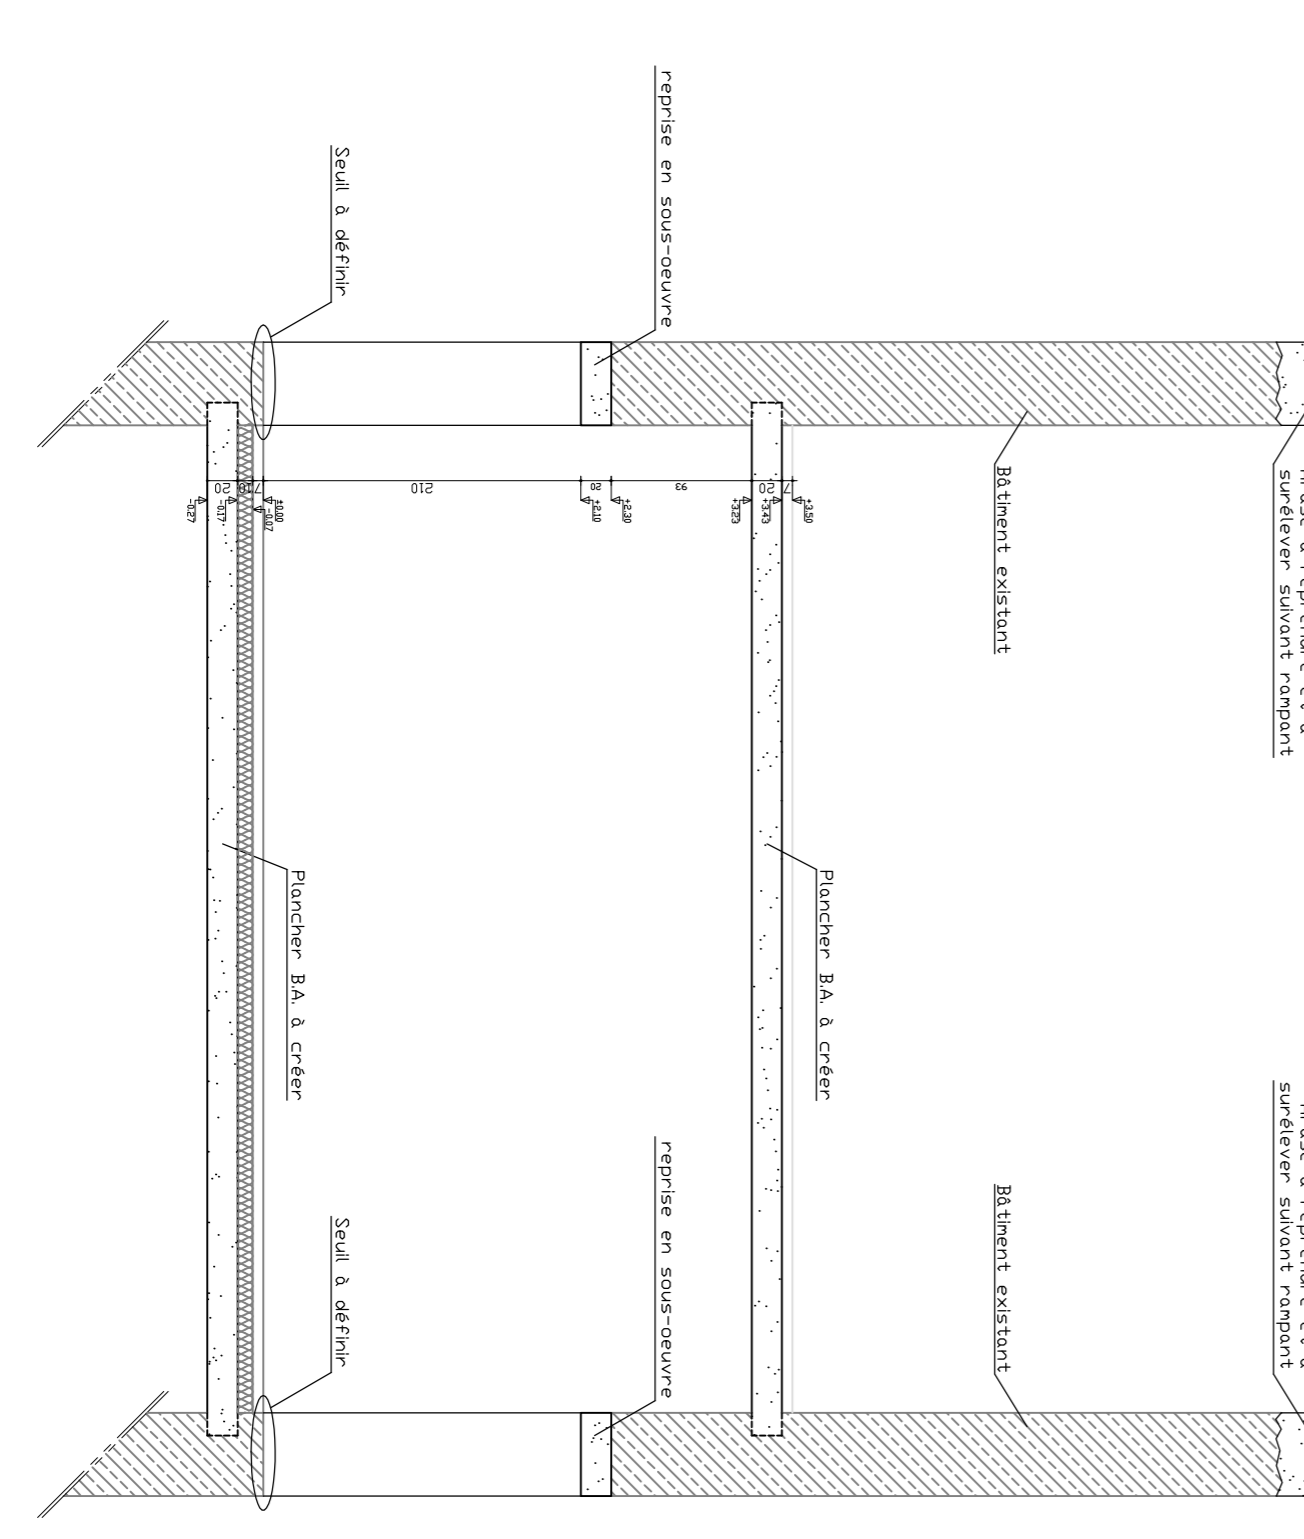 surélever suivant rampant
surélever suivant rampant
Bâtiment existant
Bâtiment existant
Plancher B.A. à créer
reprise en sous-oeuvre
reprise en sous-oeuvre
Seuil à définir
Seuil à définir
Plancher B.A. à créer
+3.50
+3.43
+3.23
+2.30
+2.10
±0.00
-0.07
-0.17
-0.27
7
20
93
20
210
7
10
20